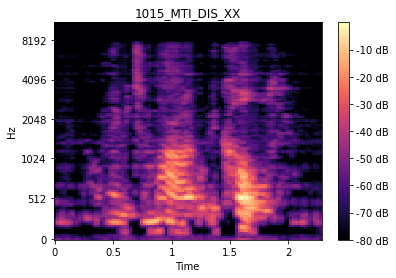 1015_MTI_DIS_XX
8192
4096
2048
1024
512
0
Hz
0
0.5
1
1.5
2
Time
-10 dB
-20 dB
-30 dB
-40 dB
-50 dB
-60 dB
-70 dB
-80 dB